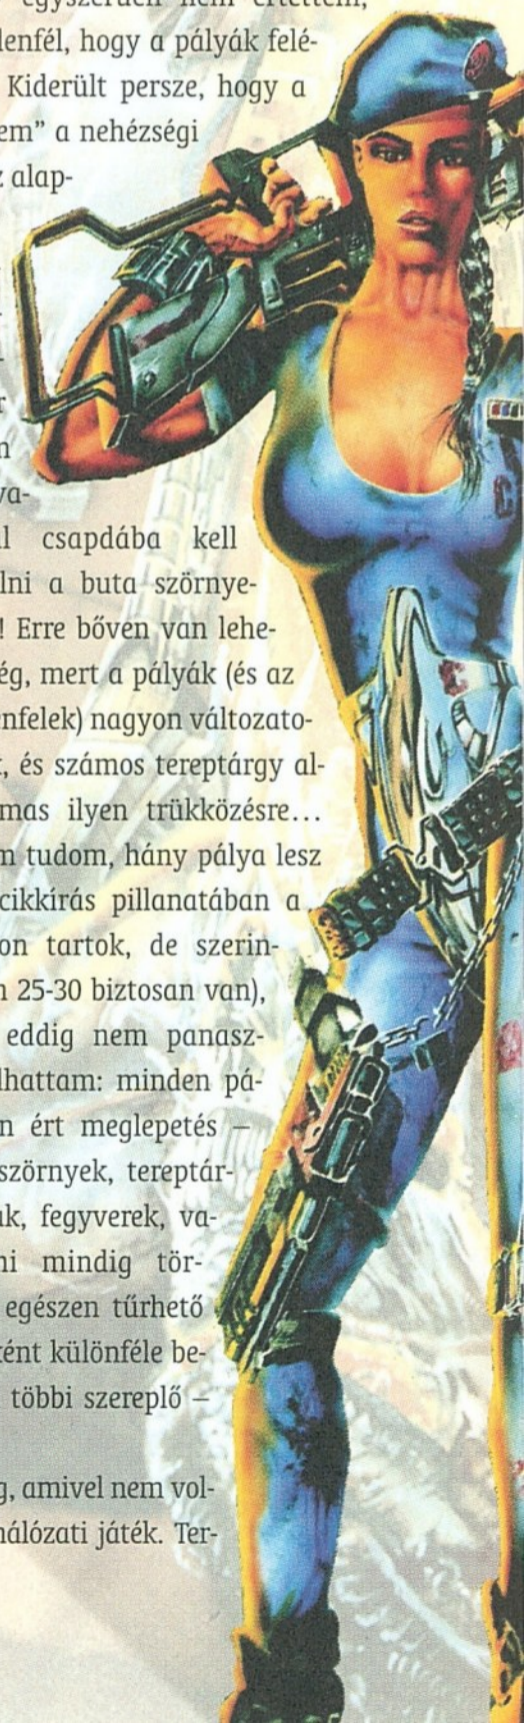 egyszerűen nem értettem,
lenfél, hogy a pályák felé-
Kiderült persze, hogy a
em” a nehézségi
z alap-
r
n
va-
l csapdába kell
lni a buta szörnye-
! Erre bőven van lehe-
ég, mert a pályák (és az
enfelek) nagyon változato-
k, és számos tereptárgy al-
mas ilyen trükközésre...
m tudom, hány pálya lesz
cikkírás pillanatában a
on tartok, de szerin-
n 25-30 biztosan van),
eddig nem panasz-
lhattam: minden pá-
n ért meglepetés –
szörnyek, tereptár-
ak, fegyverek, va-
mi mindig tör-
egészen tűrhető
ként különféle be-
többi szereplő –
g, amivel nem vol-
hálózati játék. Ter-